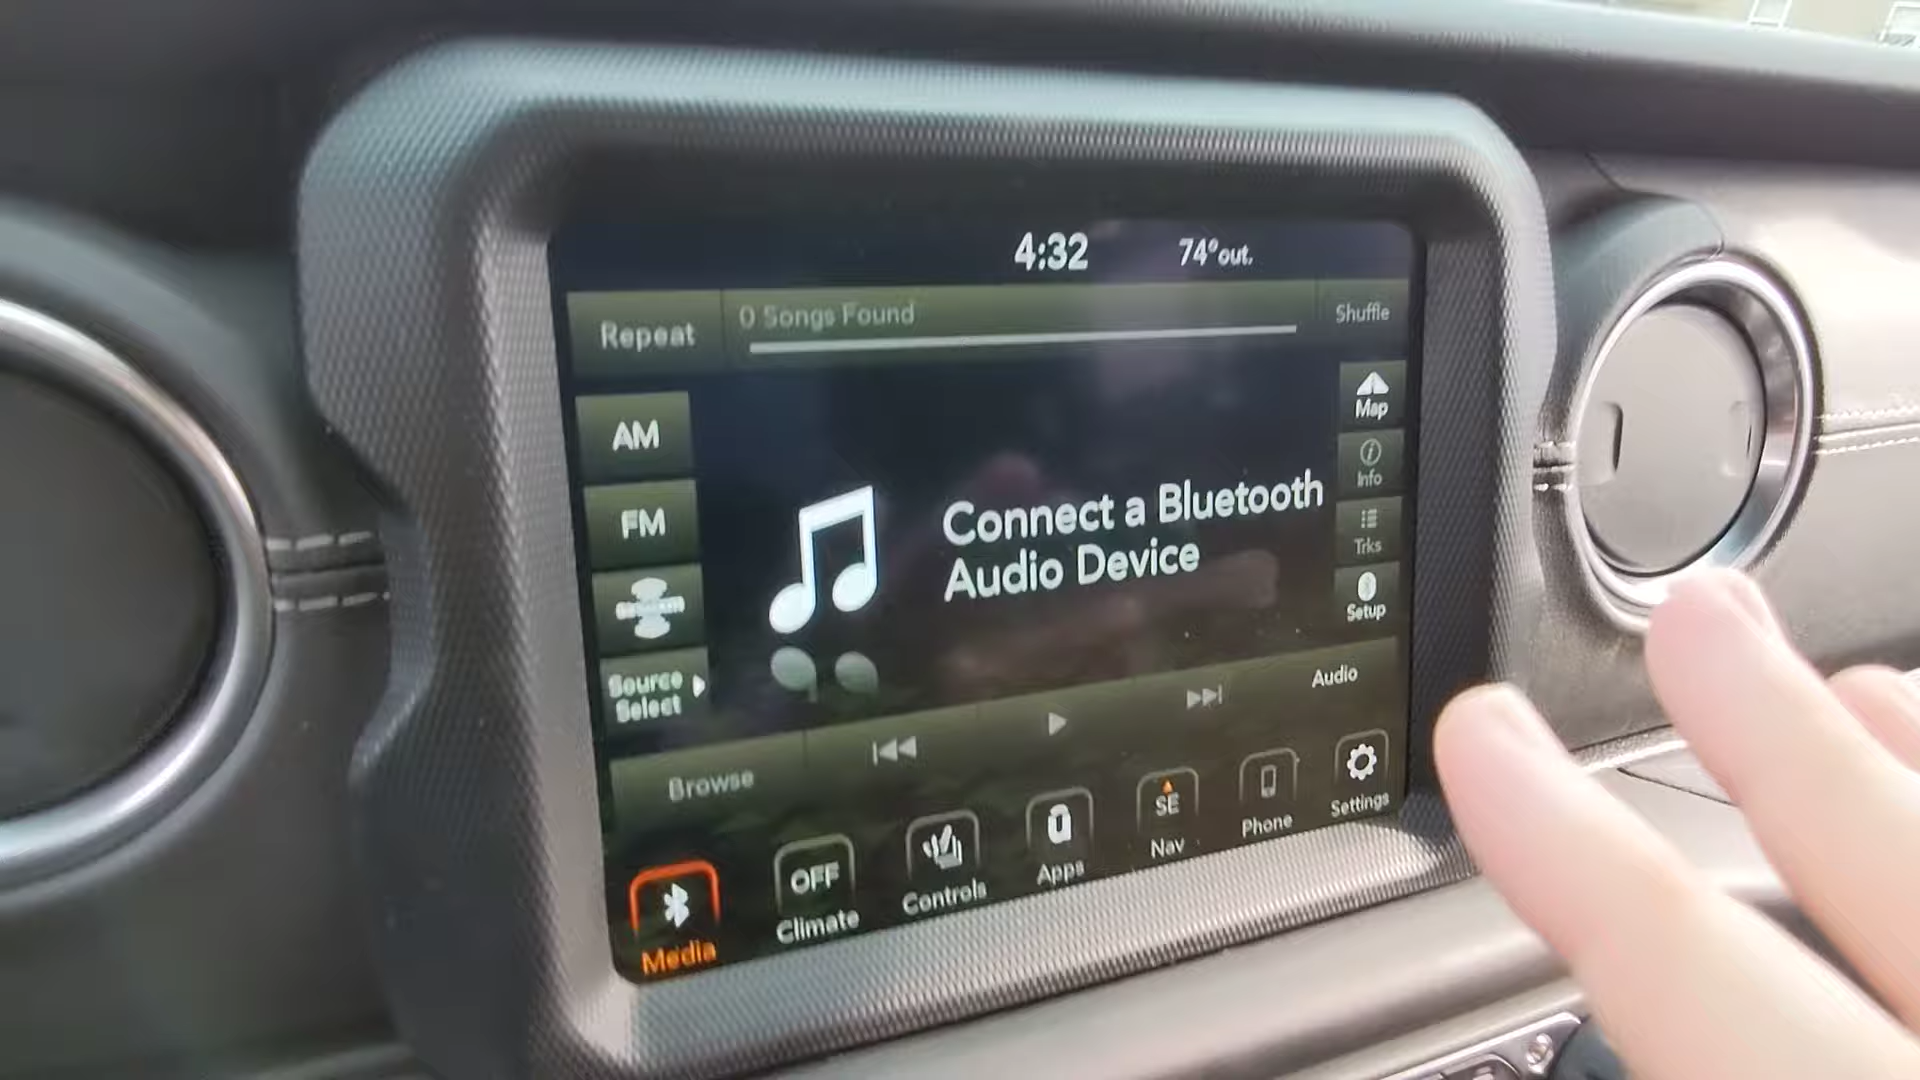 4:32
74° out.
Repeat
0 Songs Found
Shuffle
AM
FM
Source
Select
Connect a Bluetooth
Audio Device
Map
Info
Trks
Setup
Browse
Audio
Media
OFF
Climate
Controls
Apps
SE
Nav
Phone
Settings